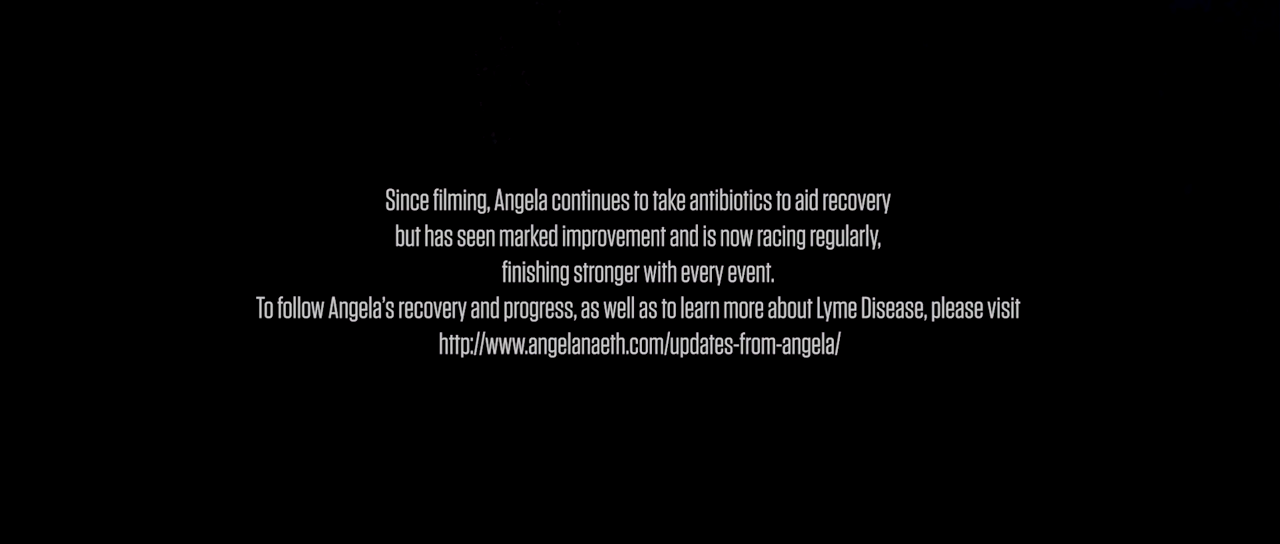 Since filming, Angela continues to take antibiotics to aid recovery
but has seen marked improvement and is now racing regularly,
finishing stronger with every event.
To follow Angela's recovery and progress, as well as to learn more about Lyme Disease, please visit
http://www.angelanaeth.com/updates-from-angela/